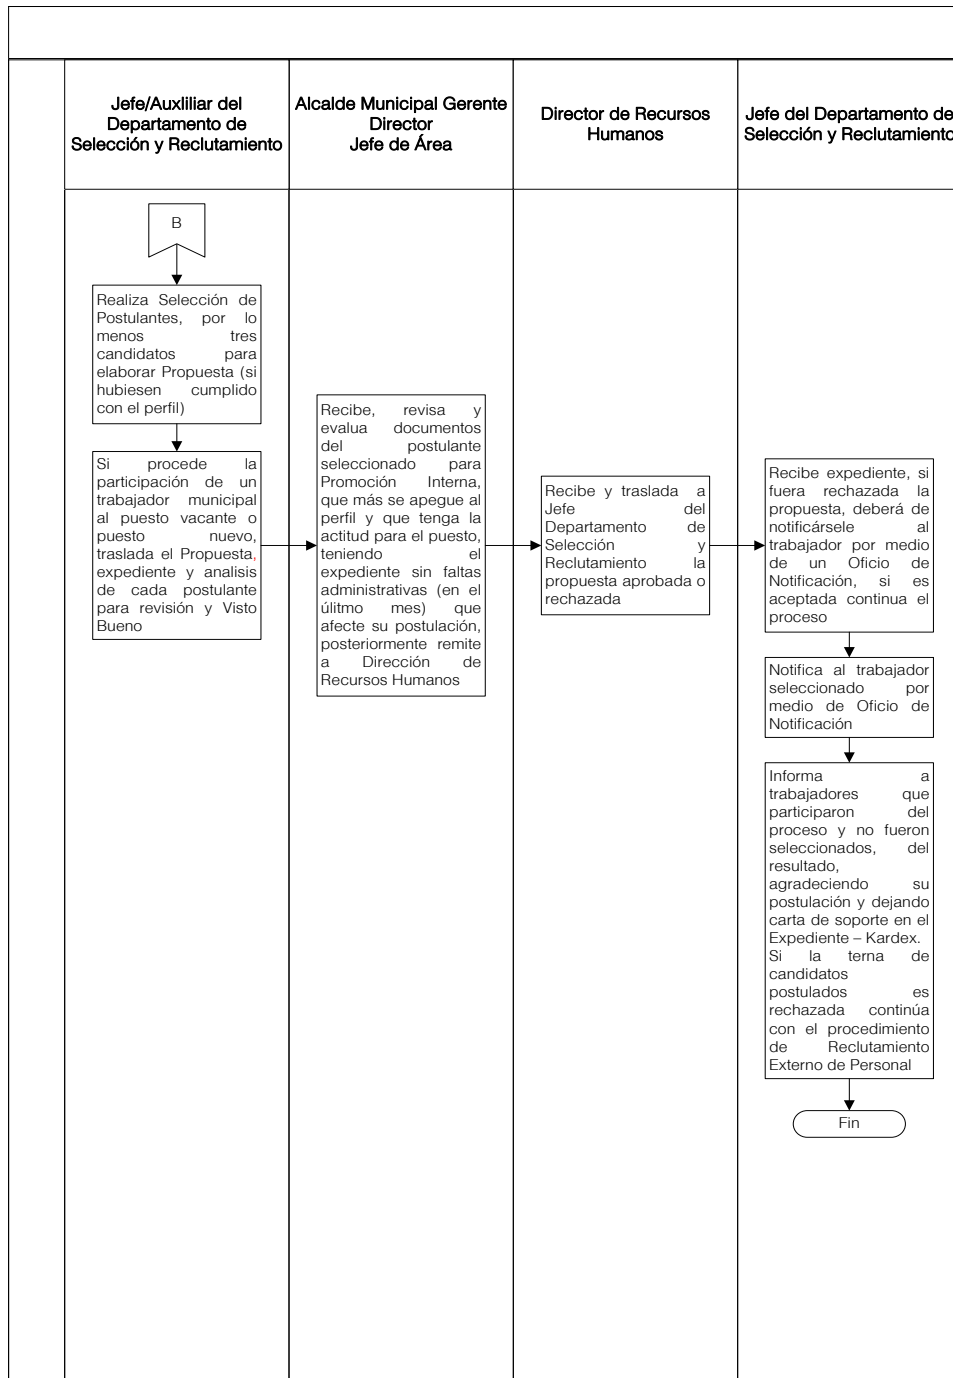 Jefe/Auxliliar del
Departamento de
Selección y Reclutamiento
Alcalde Municipal Gerente
Director
Jefe de Área
Director de Recursos
Humanos
Jefe del Departamento de
Selección y Reclutamiento
B
Realiza Selección de
Postulantes, por lo
menos tres
candidatos para
elaborar Propuesta (si
hubiesen cumplido
con el perfil)
Si procede la
participación de un
trabajador municipal
al puesto vacante o
puesto nuevo,
traslada el Propuesta,
expediente y analisis
de cada postulante
para revisión y Visto
Bueno
Recibe, revisa y
evalua documentos
del postulante
seleccionado para
Promoción Interna,
que más se apegue al
perfil y que tenga la
actitud para el puesto,
teniendo el
expediente sin faltas
administrativas (en el
úlitmo mes) que
afecte su postulación,
posteriormente remite
a Dirección de
Recursos Humanos
Recibe y traslada a
Jefe del
Departamento de
Selección y
Reclutamiento la
propuesta aprobada o
rechazada
Recibe expediente, si
fuera rechazada la
propuesta, deberá de
notificársele al
trabajador por medio
de un Oficio de
Notificación, si es
aceptada continua el
proceso
Notifica al trabajador
seleccionado por
medio de Oficio de
Notificación
Informa a
trabajadores que
participaron del
proceso y no fueron
seleccionados, del
resultado,
agradeciendo su
postulación y dejando
carta de soporte en el
Expediente – Kardex.
Si la terna de
candidatos
postulados es
rechazada continúa
con el procedimiento
de Reclutamiento
Externo de Personal
Fin